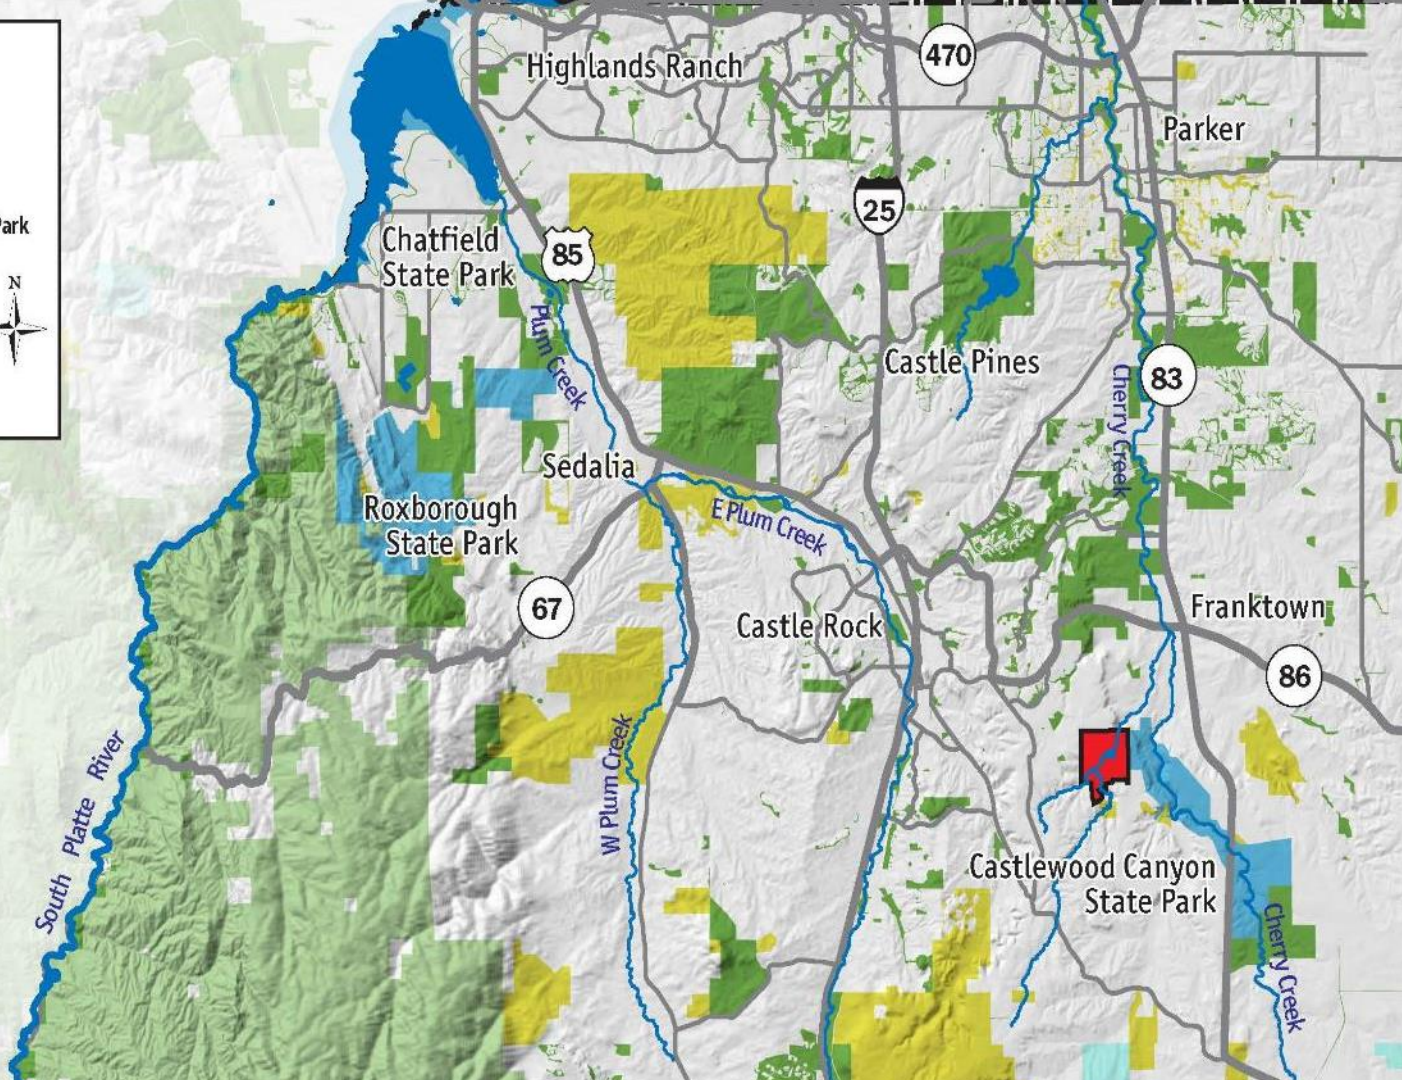 470
Highlands Ranch
Parker
Park
25
Chatfield
State Park
85
N
Plum Creek
Castle Pines
83
Cherry Creek
Sedalia
Roxborough
State Park
E Plum Creek
67
Castle Rock
Franktown
86
South Platte River
W Plum Creek
Castlewood Canyon
State Park
Cherry Creek